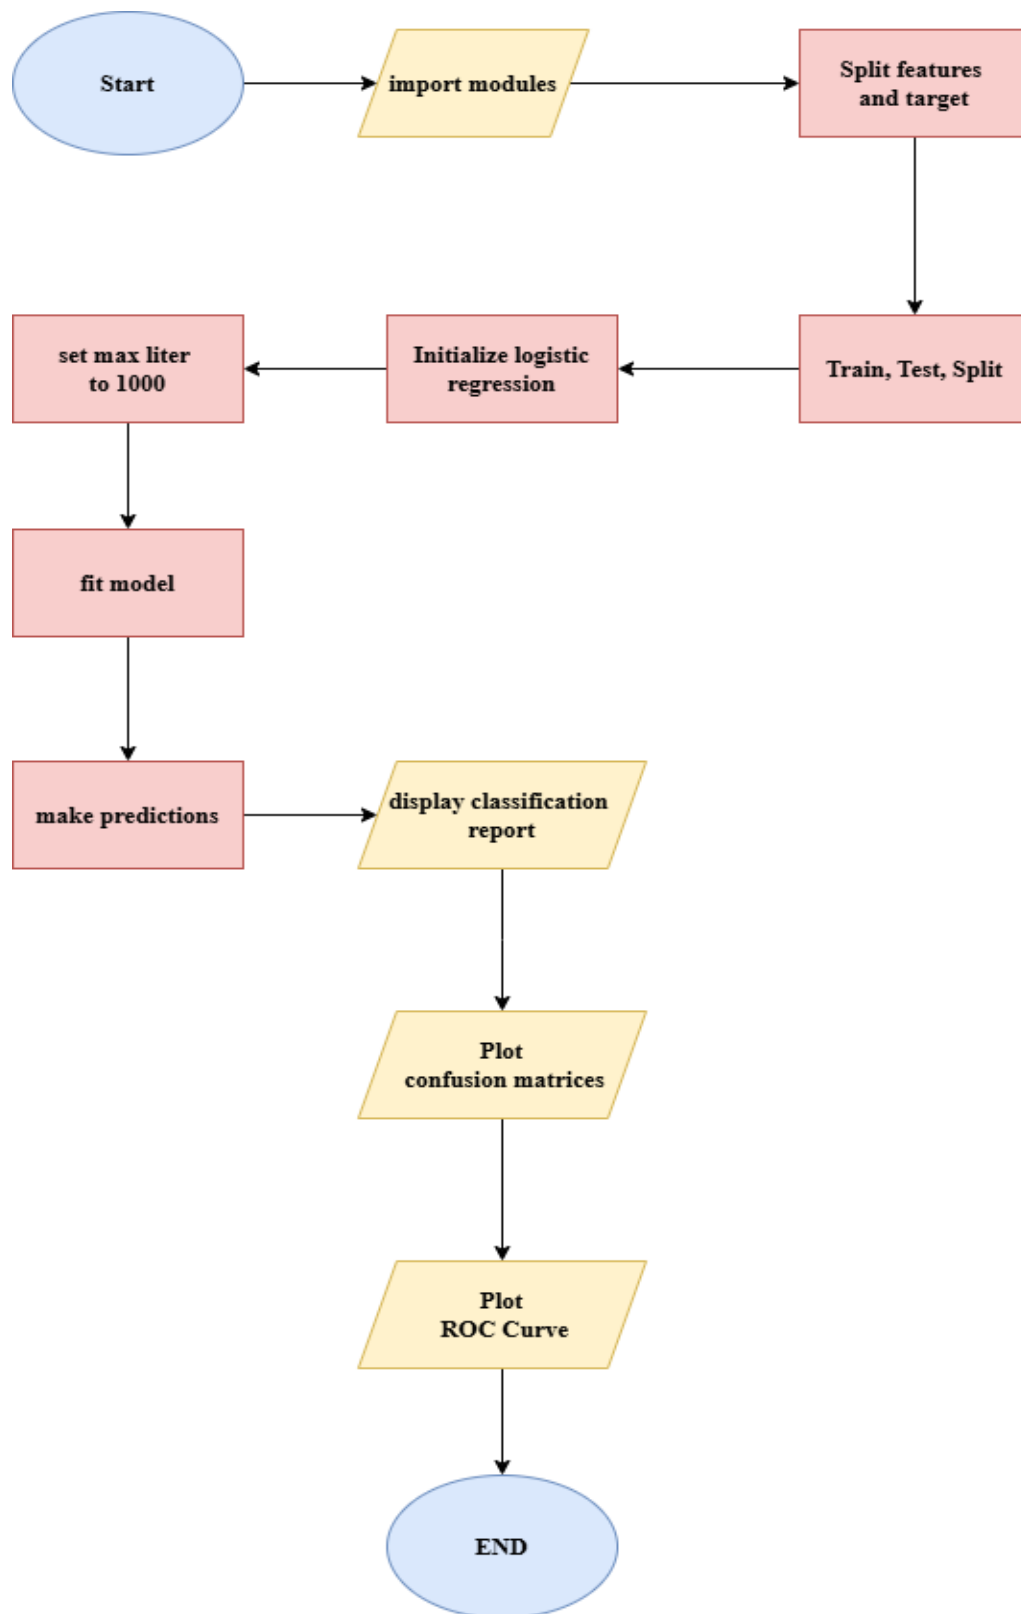 Start
import modules
Split features
and target
Train, Test, Split
Initialize logistic
regression
set max liter
to 1000
fit model
make predictions
display classification
report
Plot
confusion matrices
Plot
ROC Curve
END